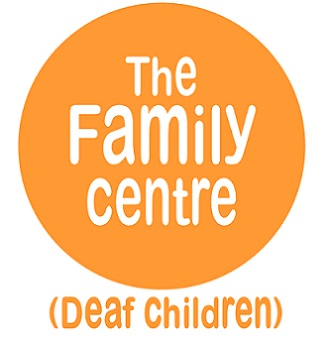 The
Family
centre
(Deaf Children)